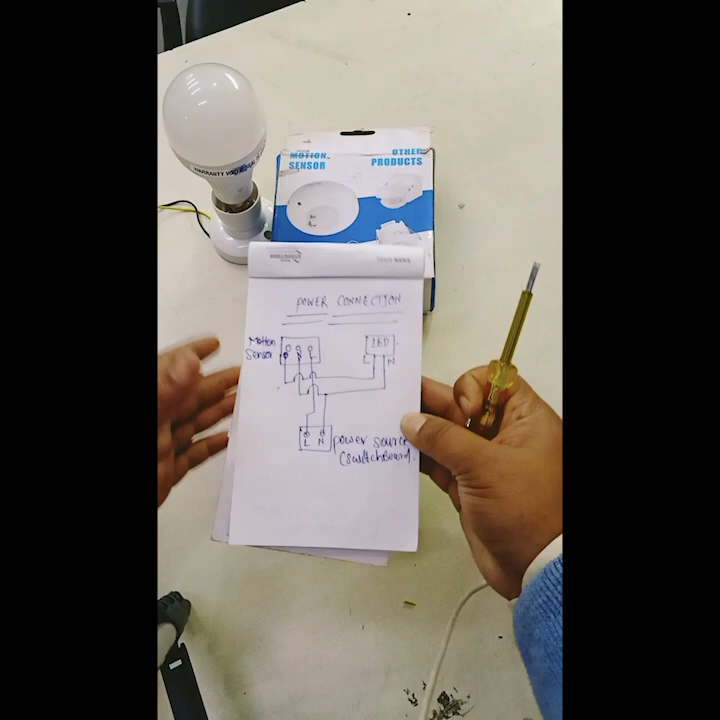 MOTION
SENSOR
OTHER
PRODUCTS
POWER CONNECTION
Motion
Sensor
LED
L N
L N
power source
(switchboard.